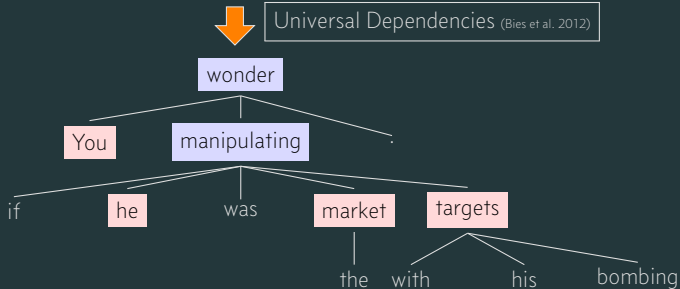 Universal Dependencies (Bies et al. 2012)
wonder
You manipulating .
if he was market targets
the with his bombing